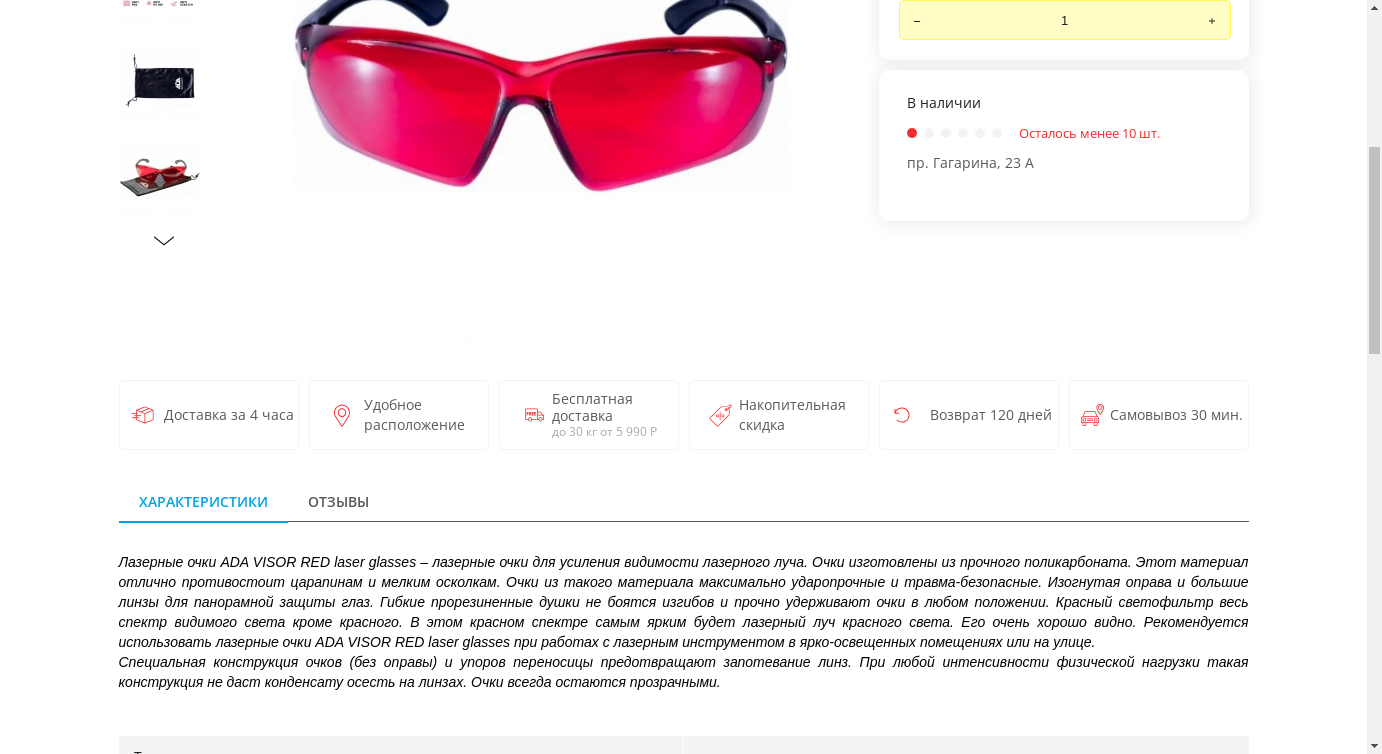 –
1
+
В наличии
Осталось менее 10 шт.
пр. Гагарина, 23 А
Доставка за 4 часа
Удобное
расположение
Бесплатная
доставка
до 30 кг от 5 990 Р
Накопительная
скидка
Возврат 120 дней
Самовывоз 30 мин.
ХАРАКТЕРИСТИКИ
ОТЗЫВЫ
Лазерные очки ADA VISOR RED laser glasses – лазерные очки для усиления видимости лазерного луча. Очки изготовлены из прочного поликарбоната. Этот материал
отлично противостоит царапинам и мелким осколкам. Очки из такого материала максимально ударопрочные и травма-безопасные. Изогнутая оправа и большие
линзы для панорамной защиты глаз. Гибкие прорезиненные душки не боятся изгибов и прочно удерживают очки в любом положении. Красный светофильтр весь
спектр видимого света кроме красного. В этом красном спектре самым ярким будет лазерный луч красного света. Его очень хорошо видно. Рекомендуется
использовать лазерные очки ADA VISOR RED laser glasses при работах с лазерным инструментом в ярко-освещенных помещениях или на улице.
Специальная конструкция очков (без оправы) и упоров переносицы предотвращают запотевание линз. При любой интенсивности физической нагрузки такая
конструкция не даст конденсату осесть на линзах. Очки всегда остаются прозрачными.